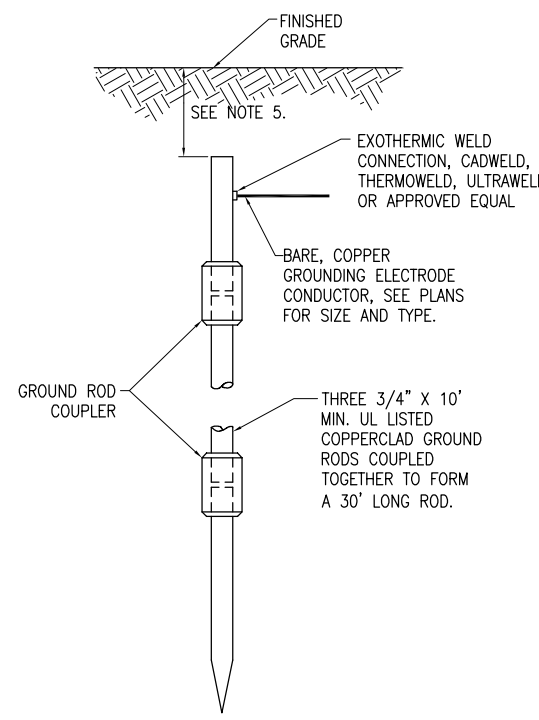 FINISHED
GRADE
SEE NOTE 5.
EXOTHERMIC WELD
CONNECTION, CADWELD,
THERMOWELD, ULTRAWEL
OR APPROVED EQUAL
BARE, COPPER
GROUNDING ELECTRODE
CONDUCTOR, SEE PLANS
FOR SIZE AND TYPE.
GROUND ROD
COUPLER
THREE 3/4" X 10'
MIN. UL LISTED
COPPERCLAD GROUND
RODS COUPLED
TOGETHER TO FORM
A 30' LONG ROD.